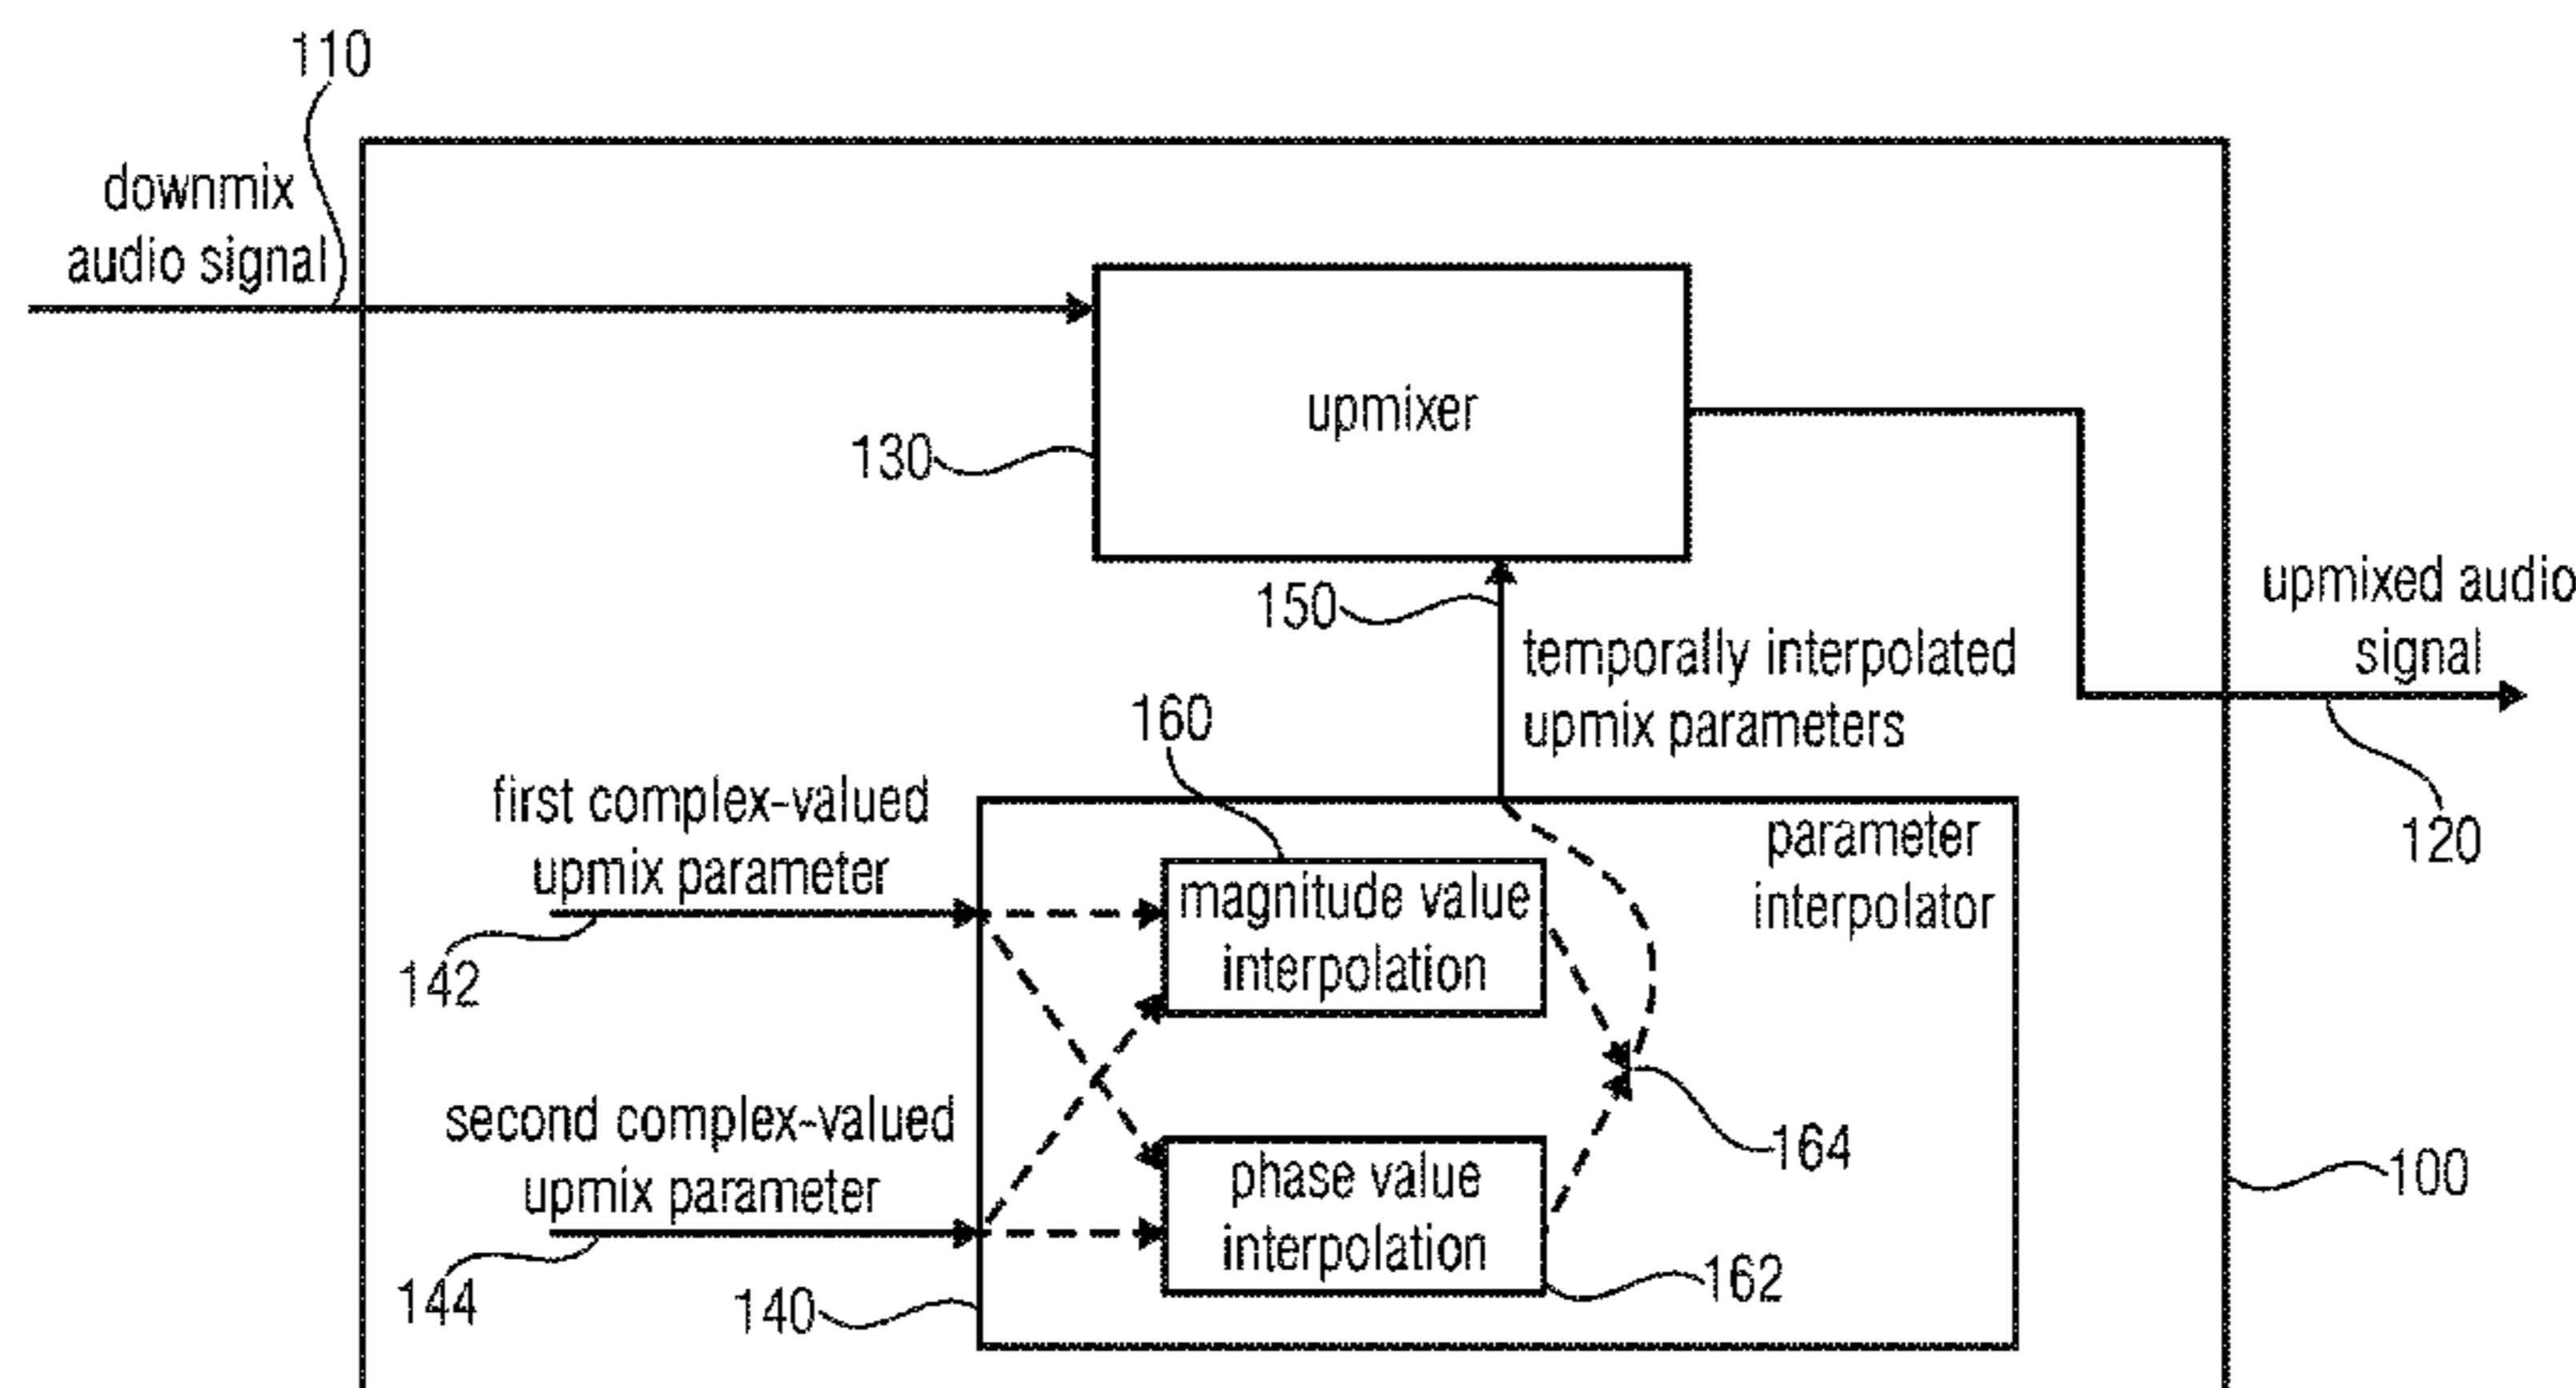 110
downmix
audio signal
upmixer
130
150
temporally interpolated
upmix parameters
upmixed audio
signal
120
160
first complex-valued
upmix parameter
142
parameter
interpolator
magnitude value
interpolation
second complex-valued
upmix parameter
144
phase value
interpolation
164
162
140
100